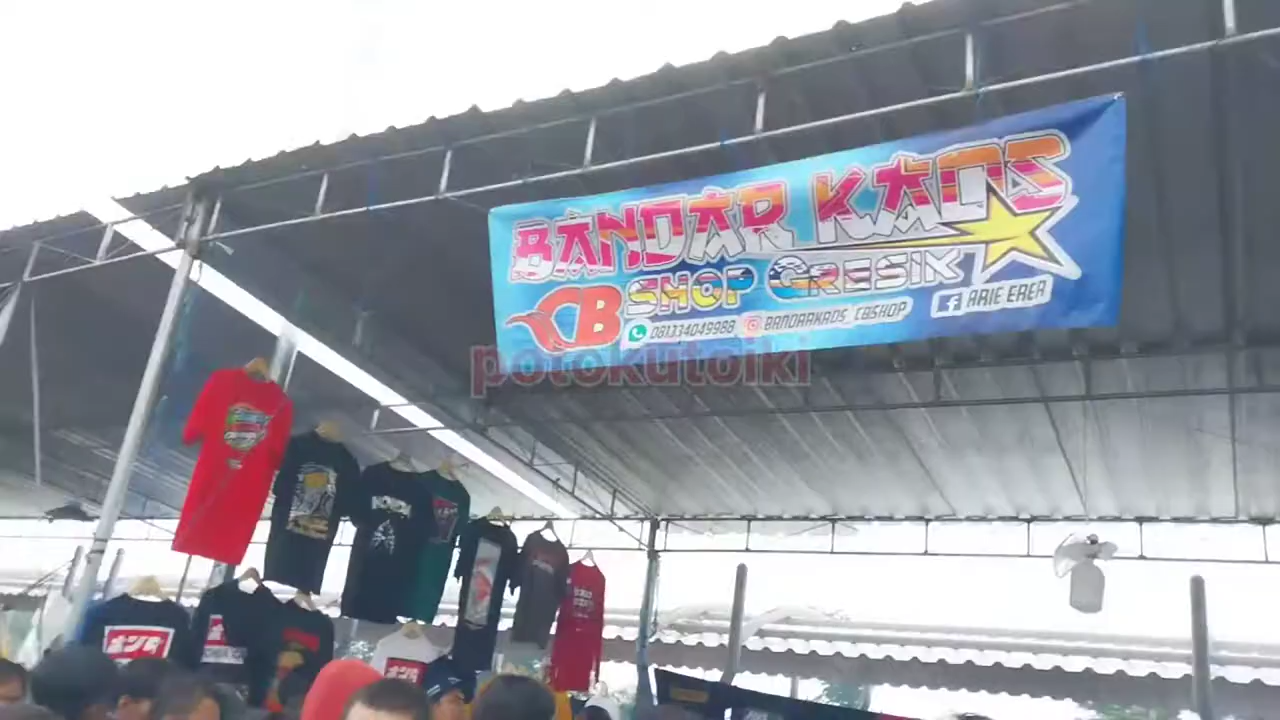 BANDAR KAOS
CB SHOP GRESIK
081334049988 BANDARKAOS_CBSHOP ARIE ERER
potokutoiki